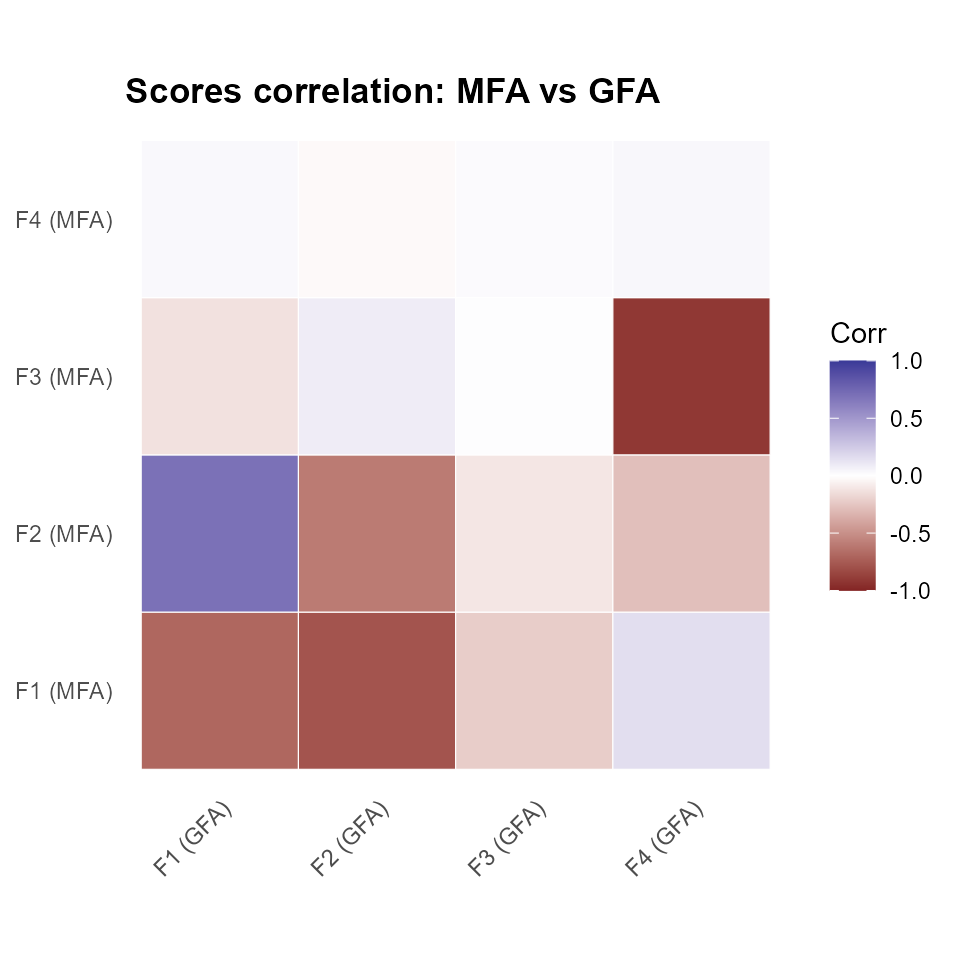 Scores correlation: MFA vs GFA
F4 (MFA)
F3 (MFA)
F2 (MFA)
F1 (MFA)
F1 (GFA)
F2 (GFA)
F3 (GFA)
F4 (GFA)
Corr
1.0
0.5
0.0
-0.5
-1.0